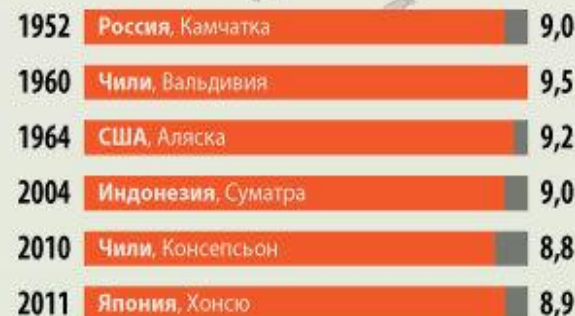 1952 Россия, Камчатка 9,0
1960 Чили, Вальдивия 9,5
1964 США, Аляска 9,2
2004 Индонезия, Суматра 9,0
2010 Чили, Консепсьон 8,8
2011 Япония, Хонсю 8,9